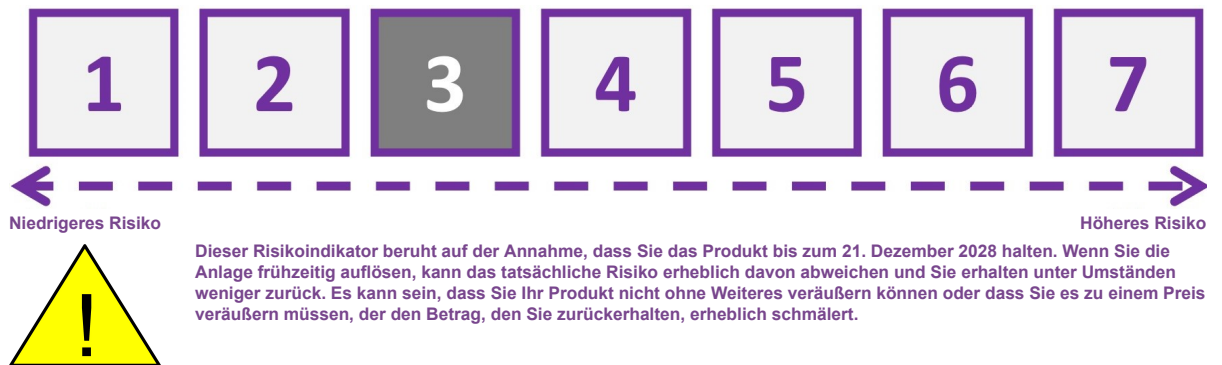 1 2 3 4 5 6 7
Niedrigeres Risiko Höheres Risiko
Dieser Risikoindikator beruht auf der Annahme, dass Sie das Produkt bis zum 21. Dezember 2028 halten. Wenn Sie die
Anlage frühzeitig auflösen, kann das tatsächliche Risiko erheblich davon abweichen und Sie erhalten unter Umständen
weniger zurück. Es kann sein, dass Sie Ihr Produkt nicht ohne Weiteres veräußern können oder dass Sie es zu einem Preis
veräußern müssen, der den Betrag, den Sie zurückerhalten, erheblich schmälert.
!